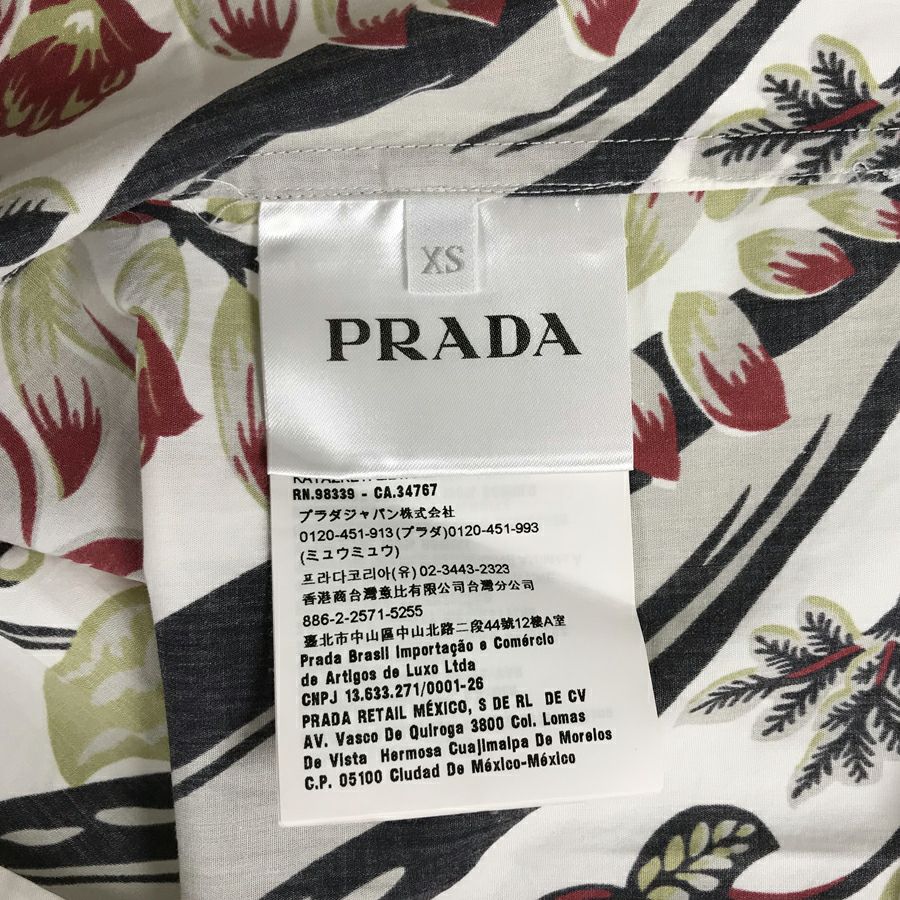 XS
PRADA
RN.98339 - CA.34767
プラダジャパン株式会社
0120-451-913(プラダ)0120-451-993
(ミュウミュウ)
프라다코리아(유) 02-3443-2323
香港商台灣意比有限公司台灣分公司
886-2-2571-5255
臺北市中山區中山北路二段44號12樓A室
Prada Brasil Importação e Comércio
de Artigos de Luxo Ltda
CNPJ 13.633.271/0001-26
PRADA RETAIL MÉXICO, S DE RL DE CV
AV. Vasco De Quiroga 3800 Col. Lomas
De Vista Hermosa Cuajimalpa De Morelos
C.P. 05100 Ciudad De México-México